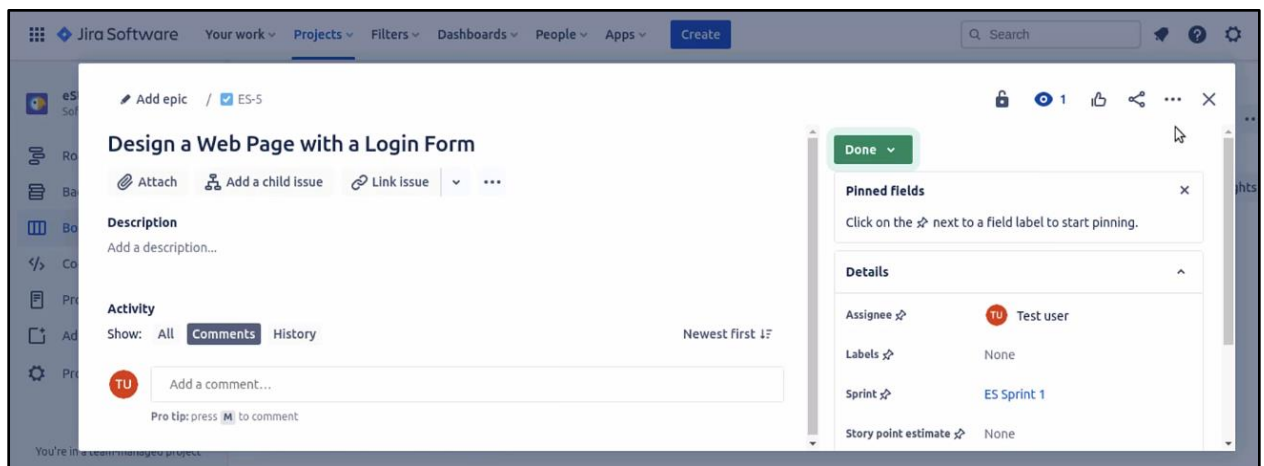 Jira Software Your work Projects Filters Dashboards People Apps Create Search
Add epic / ES-5 1
Design a Web Page with a Login Form
Attach Add a child issue Link issue
Description
Add a description...
Activity
Show: All Comments History Newest first
TU Add a comment...
Pro tip: press M to comment
Done
Pinned fields
Click on the next to a field label to start pinning.
Details
Assignee TU Test user
Labels None
Sprint ES Sprint 1
Story point estimate None
You're in a team-managed project